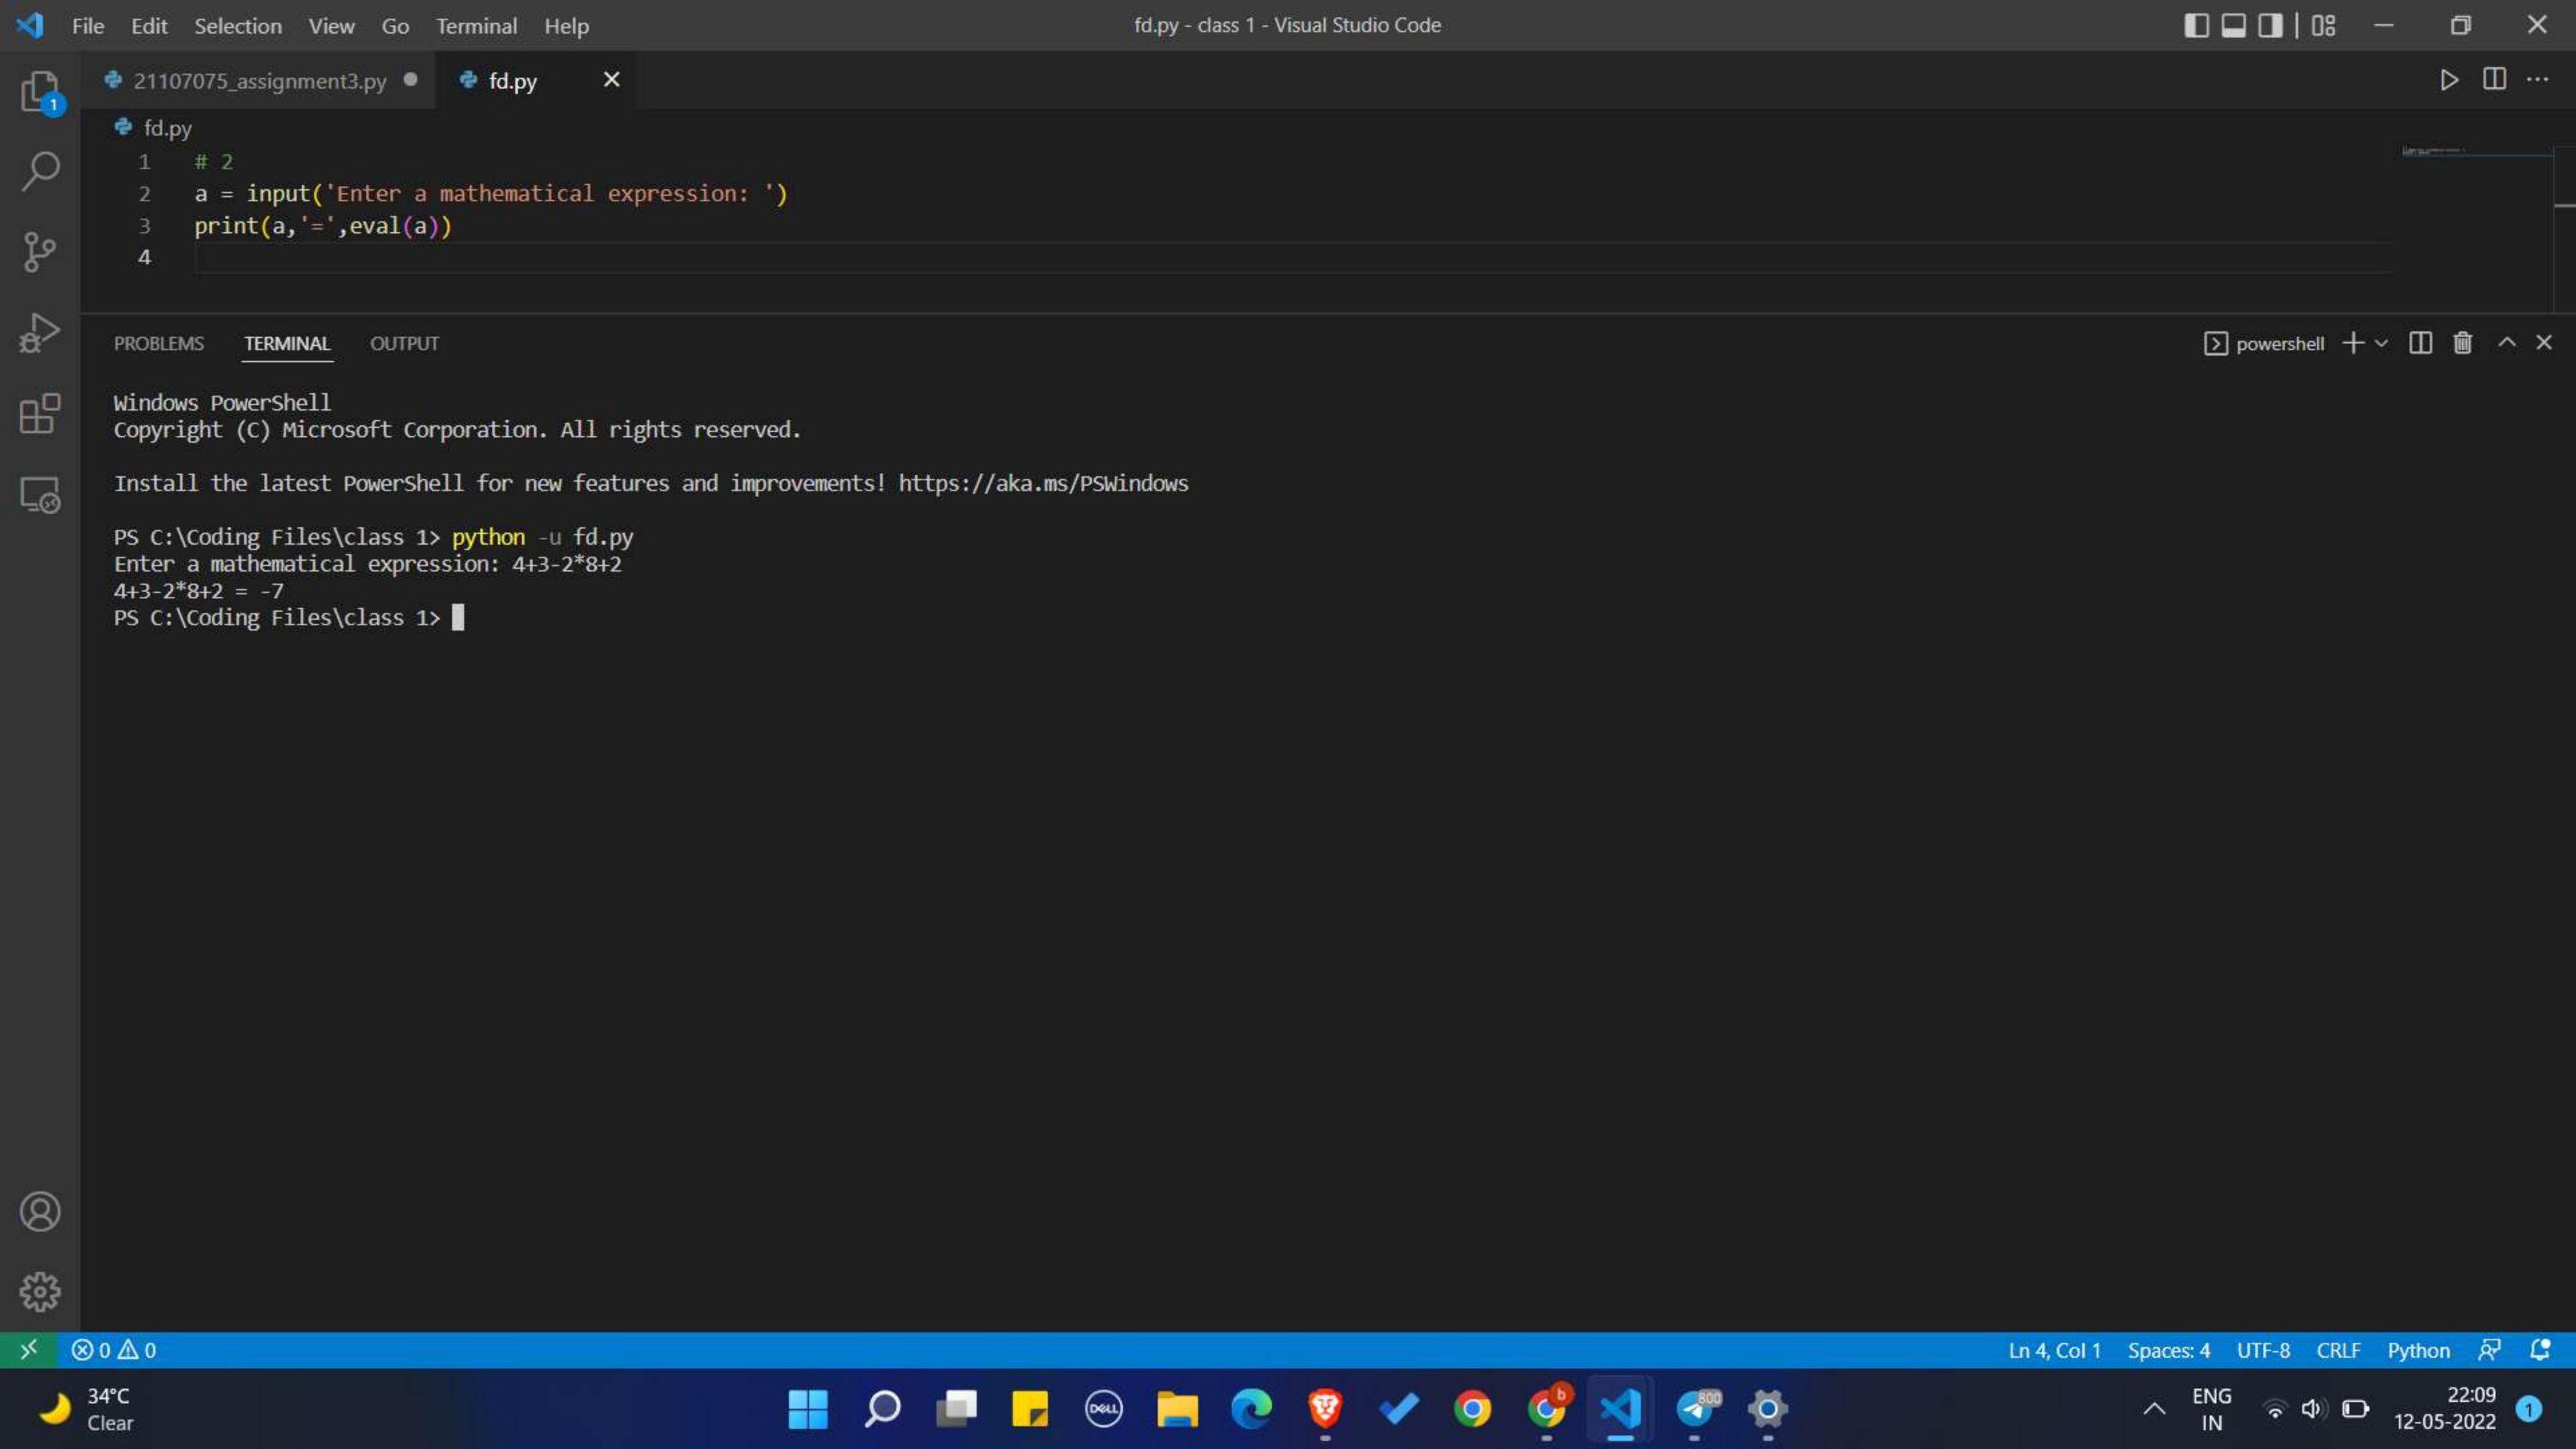 File Edit Selection View Go Terminal Help fd.py - class 1 - Visual Studio Code
21107075_assignment3.py fd.py
1
fd.py
1 # 2
2 a = input('Enter a mathematical expression: ')
3 print(a,'=',eval(a))
4
PROBLEMS TERMINAL OUTPUT powershell
Windows PowerShell
Copyright (C) Microsoft Corporation. All rights reserved.
Install the latest PowerShell for new features and improvements! https://aka.ms/PSWindows
PS C:\Coding Files\class 1> python -u fd.py
Enter a mathematical expression: 4+3-2*8+2
4+3-2*8+2 = -7
PS C:\Coding Files\class 1>
0 0 Ln 4, Col 1 Spaces: 4 UTF-8 CRLF Python
34°C
Clear
DELL
b
800
ENG
IN
22:09
12-05-2022
1